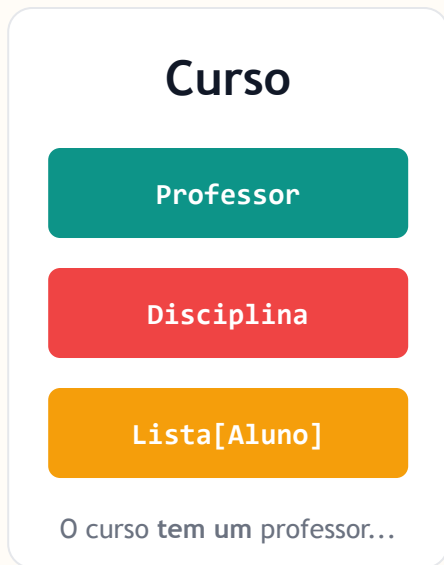 Curso
Professor
Disciplina
Lista[Aluno]
O curso tem um professor...